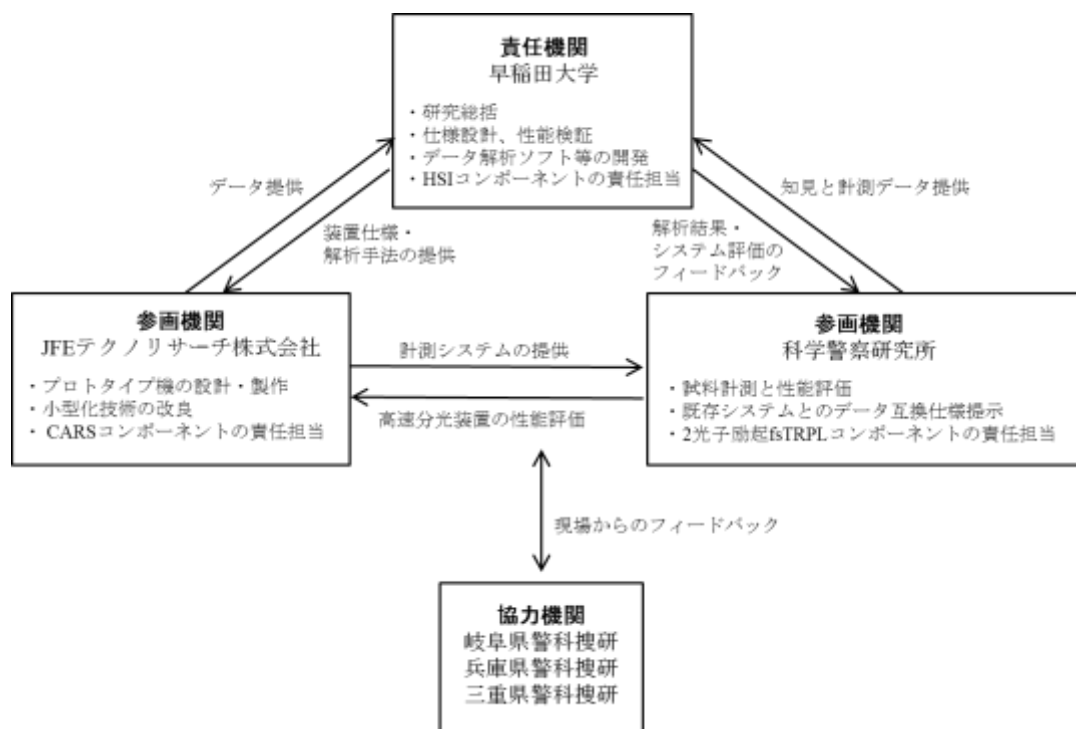 責任機関
早稲田大学
・研究総括
・仕様設計、性能検証
・データ解析ソフト等の開発
・HSIコンポーネントの責任担当
データ提供
知見と計測データ提供
装置仕様・
解析手法の提供
解析結果・
システム評価の
フィードバック
参画機関
JFEテクノリサーチ株式会社
・プロトタイプ機の設計・製作
・小型化技術の改良
・CARSコンポーネントの責任担当
計測システムの提供
高速分光装置の性能評価
参画機関
科学警察研究所
・試料計測と性能評価
・既存システムとのデータ互換仕様提示
・2光子励起fsTRPLコンポーネントの責任担当
現場からのフィードバック
協力機関
岐阜県警科捜研
兵庫県警科捜研
三重県警科捜研